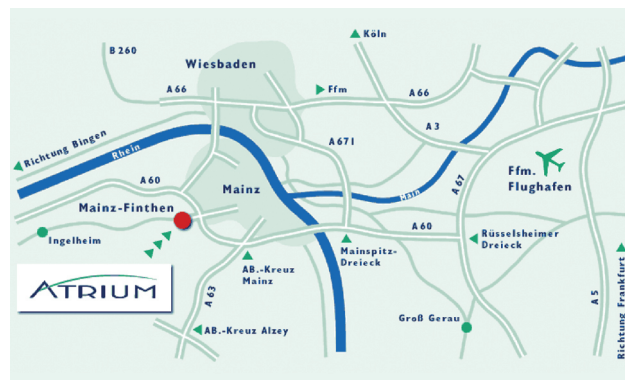 B 260
Köln
Wiesbaden
A 66
Ffm
A 66
Richtung Bingen
Rhein
A 671
A 3
A 60
Mainz
Main
A 67
Ffm.
Flughafen
Mainz-Finthen
Ingelheim
A 60
Rüsselsheimer
Dreieck
AB.-Kreuz
Mainz
Mainspitz-
Dreieck
ATRIUM
A 63
AB.-Kreuz Alzey
Groß Gerau
A 5
Richtung Frankfurt